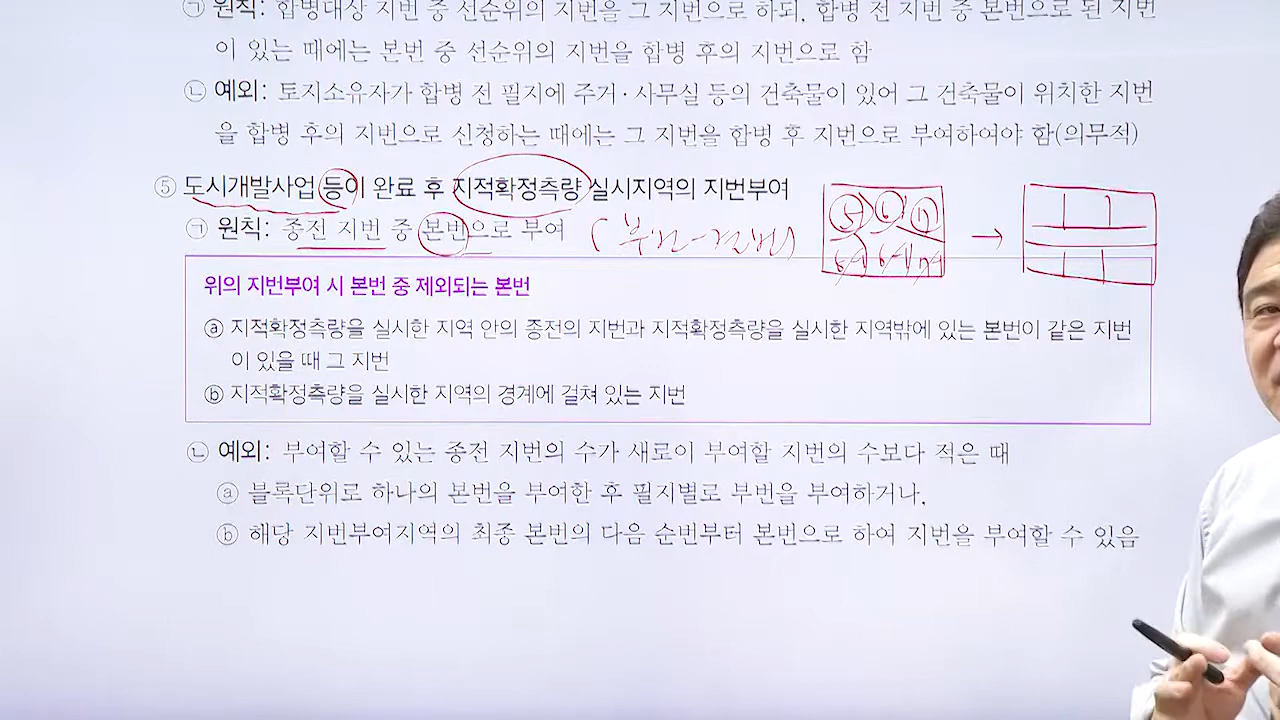 ㉠ 원칙: 합병대상 지번 중 선순위의 지번을 그 지번으로 하되, 합병 전 지번 중 본번으로 된 지번
이 있는 때에는 본번 중 선순위의 지번을 합병 후의 지번으로 함
㉡ 예외: 토지소유자가 합병 전 필지에 주거·사무실 등의 건축물이 있어 그 건축물이 위치한 지번
을 합병 후의 지번으로 신청하는 때에는 그 지번을 합병 후 지번으로 부여하여야 함(의무적)
⑤ 도시개발사업 등이 완료 후 지적확정측량 실시지역의 지번부여
㉠ 원칙: 종전 지번 중 본번으로 부여
5 6
위의 지번부여 시 본번 중 제외되는 본번
ⓐ 지적확정측량을 실시한 지역 안의 종전의 지번과 지적확정측량을 실시한 지역밖에 있는 본번이 같은 지번
이 있을 때 그 지번
ⓑ 지적확정측량을 실시한 지역의 경계에 걸쳐 있는 지번
㉡ 예외: 부여할 수 있는 종전 지번의 수가 새로이 부여할 지번의 수보다 적은 때
ⓐ 블록단위로 하나의 본번을 부여한 후 필지별로 부번을 부여하거나,
ⓑ 해당 지번부여지역의 최종 본번의 다음 순번부터 본번으로 하여 지번을 부여할 수 있음